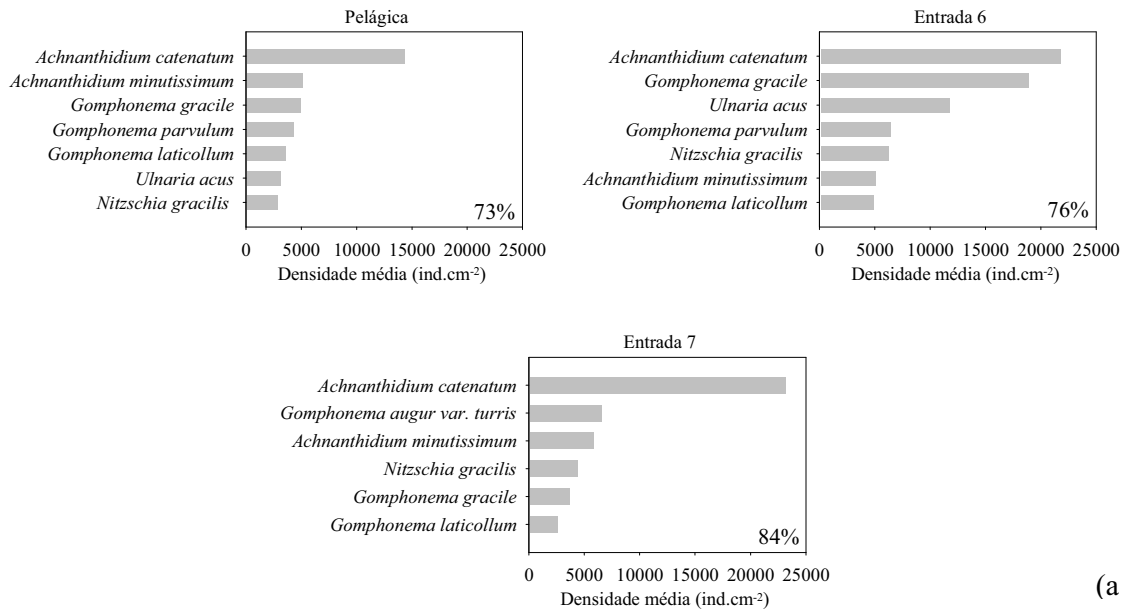 Pelágica
Achnanthidium catenatum
Achnanthidium minutissimum
Gomphonema gracile
Gomphonema parvulum
Gomphonema laticollum
Ulnaria acus
Nitzschia gracilis
73%
0 5000 10000 15000 20000 25000
Densidade média (ind.cm-2)
Entrada 6
Achnanthidium catenatum
Gomphonema gracile
Ulnaria acus
Gomphonema parvulum
Nitzschia gracilis
Achnanthidium minutissimum
Gomphonema laticollum
76%
0 5000 10000 15000 20000 25000
Densidade média (ind.cm-2)
Entrada 7
Achnanthidium catenatum
Gomphonema augur var. turris
Achnanthidium minutissimum
Nitzschia gracilis
Gomphonema gracile
Gomphonema laticollum
84%
0 5000 10000 15000 20000 25000
Densidade média (ind.cm-2)
(a